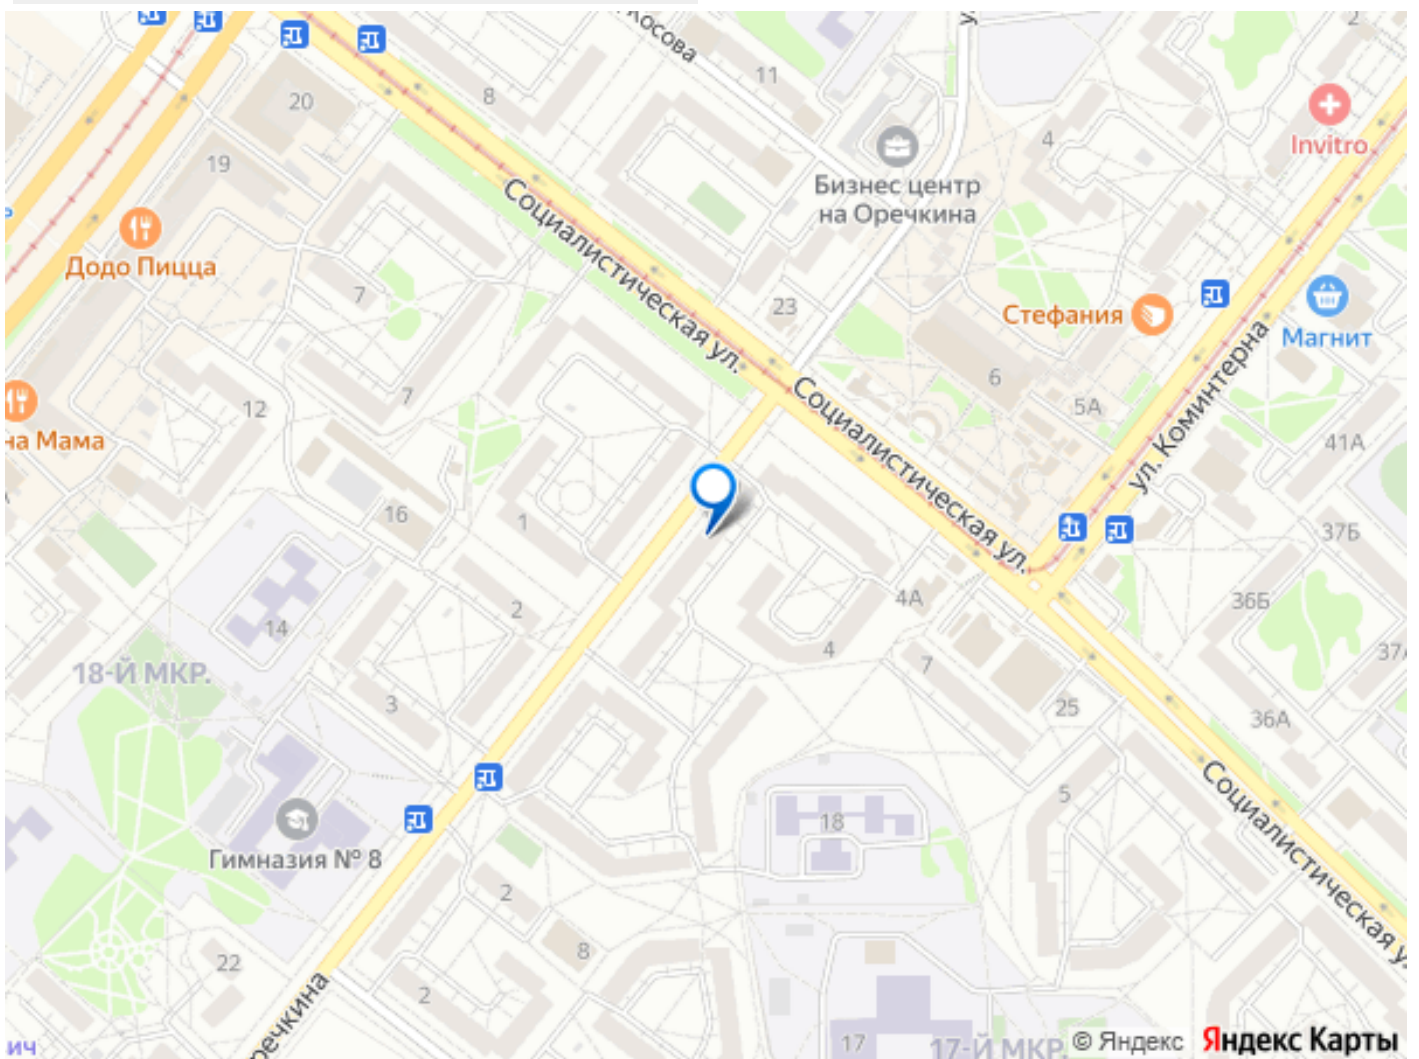 Косова
11
2
8
20
4
Invitro
19
Бизнес центр
на Оречкина
Социалистическая ул.
Додо Пицца
7
23
Стефания
Магнит
6
ул. Коминтерна
7
12
5А
Социалистическая ул.
на Мама
41А
16
1
37Б
4А
36Б
2
14
4
7
37А
18-Й МКР.
3
25
36А
5
Социалистическая у
18
Гимназия № 8
2
8
22
2
речкина
17
17-Й МКР.
ич
© Яндекс
Яндекс Карты